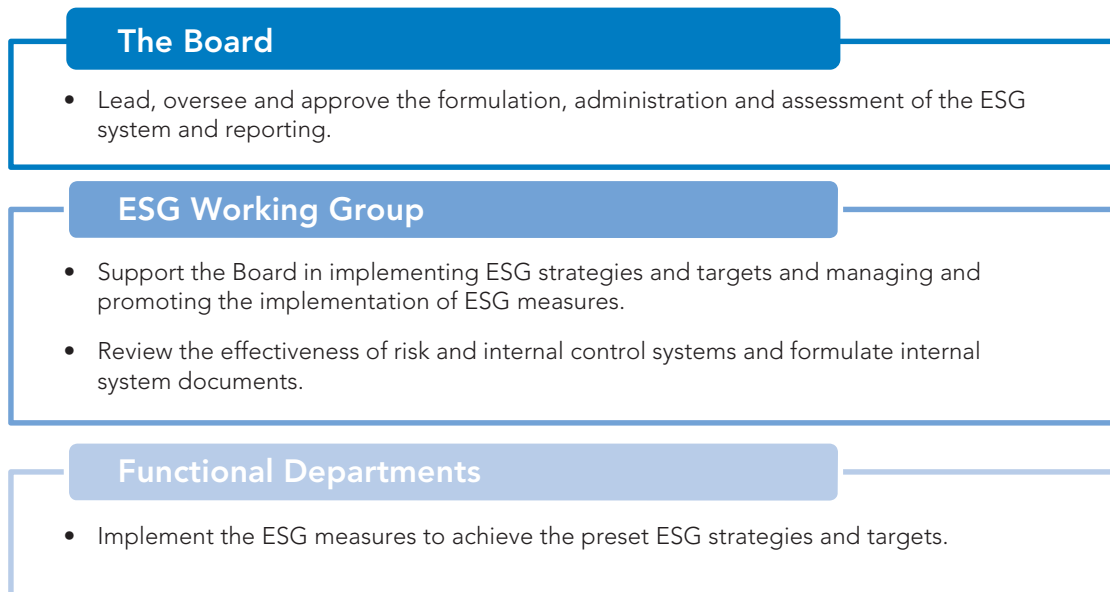 The Board
• Lead, oversee and approve the formulation, administration and assessment of the ESG
system and reporting.
ESG Working Group
• Support the Board in implementing ESG strategies and targets and managing and
promoting the implementation of ESG measures.
• Review the effectiveness of risk and internal control systems and formulate internal
system documents.
Functional Departments
• Implement the ESG measures to achieve the preset ESG strategies and targets.